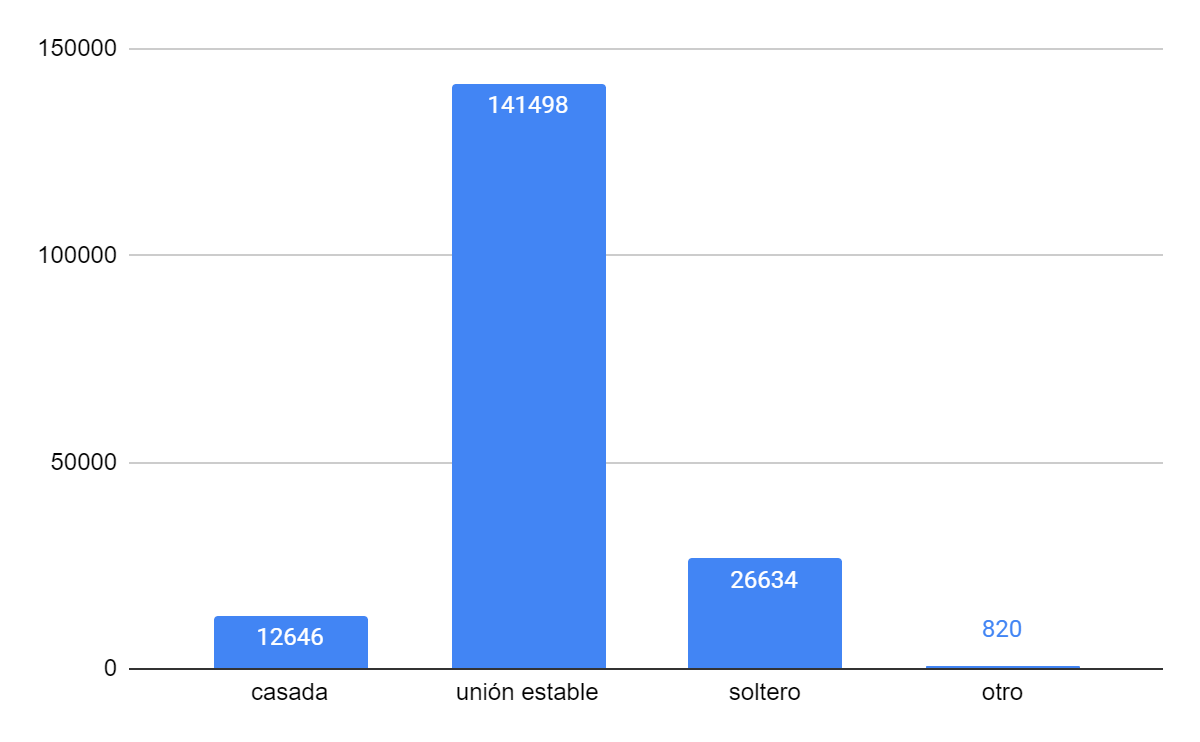 150000
141498
100000
50000
26634
820
12646
0
casada
unión estable
soltero
otro